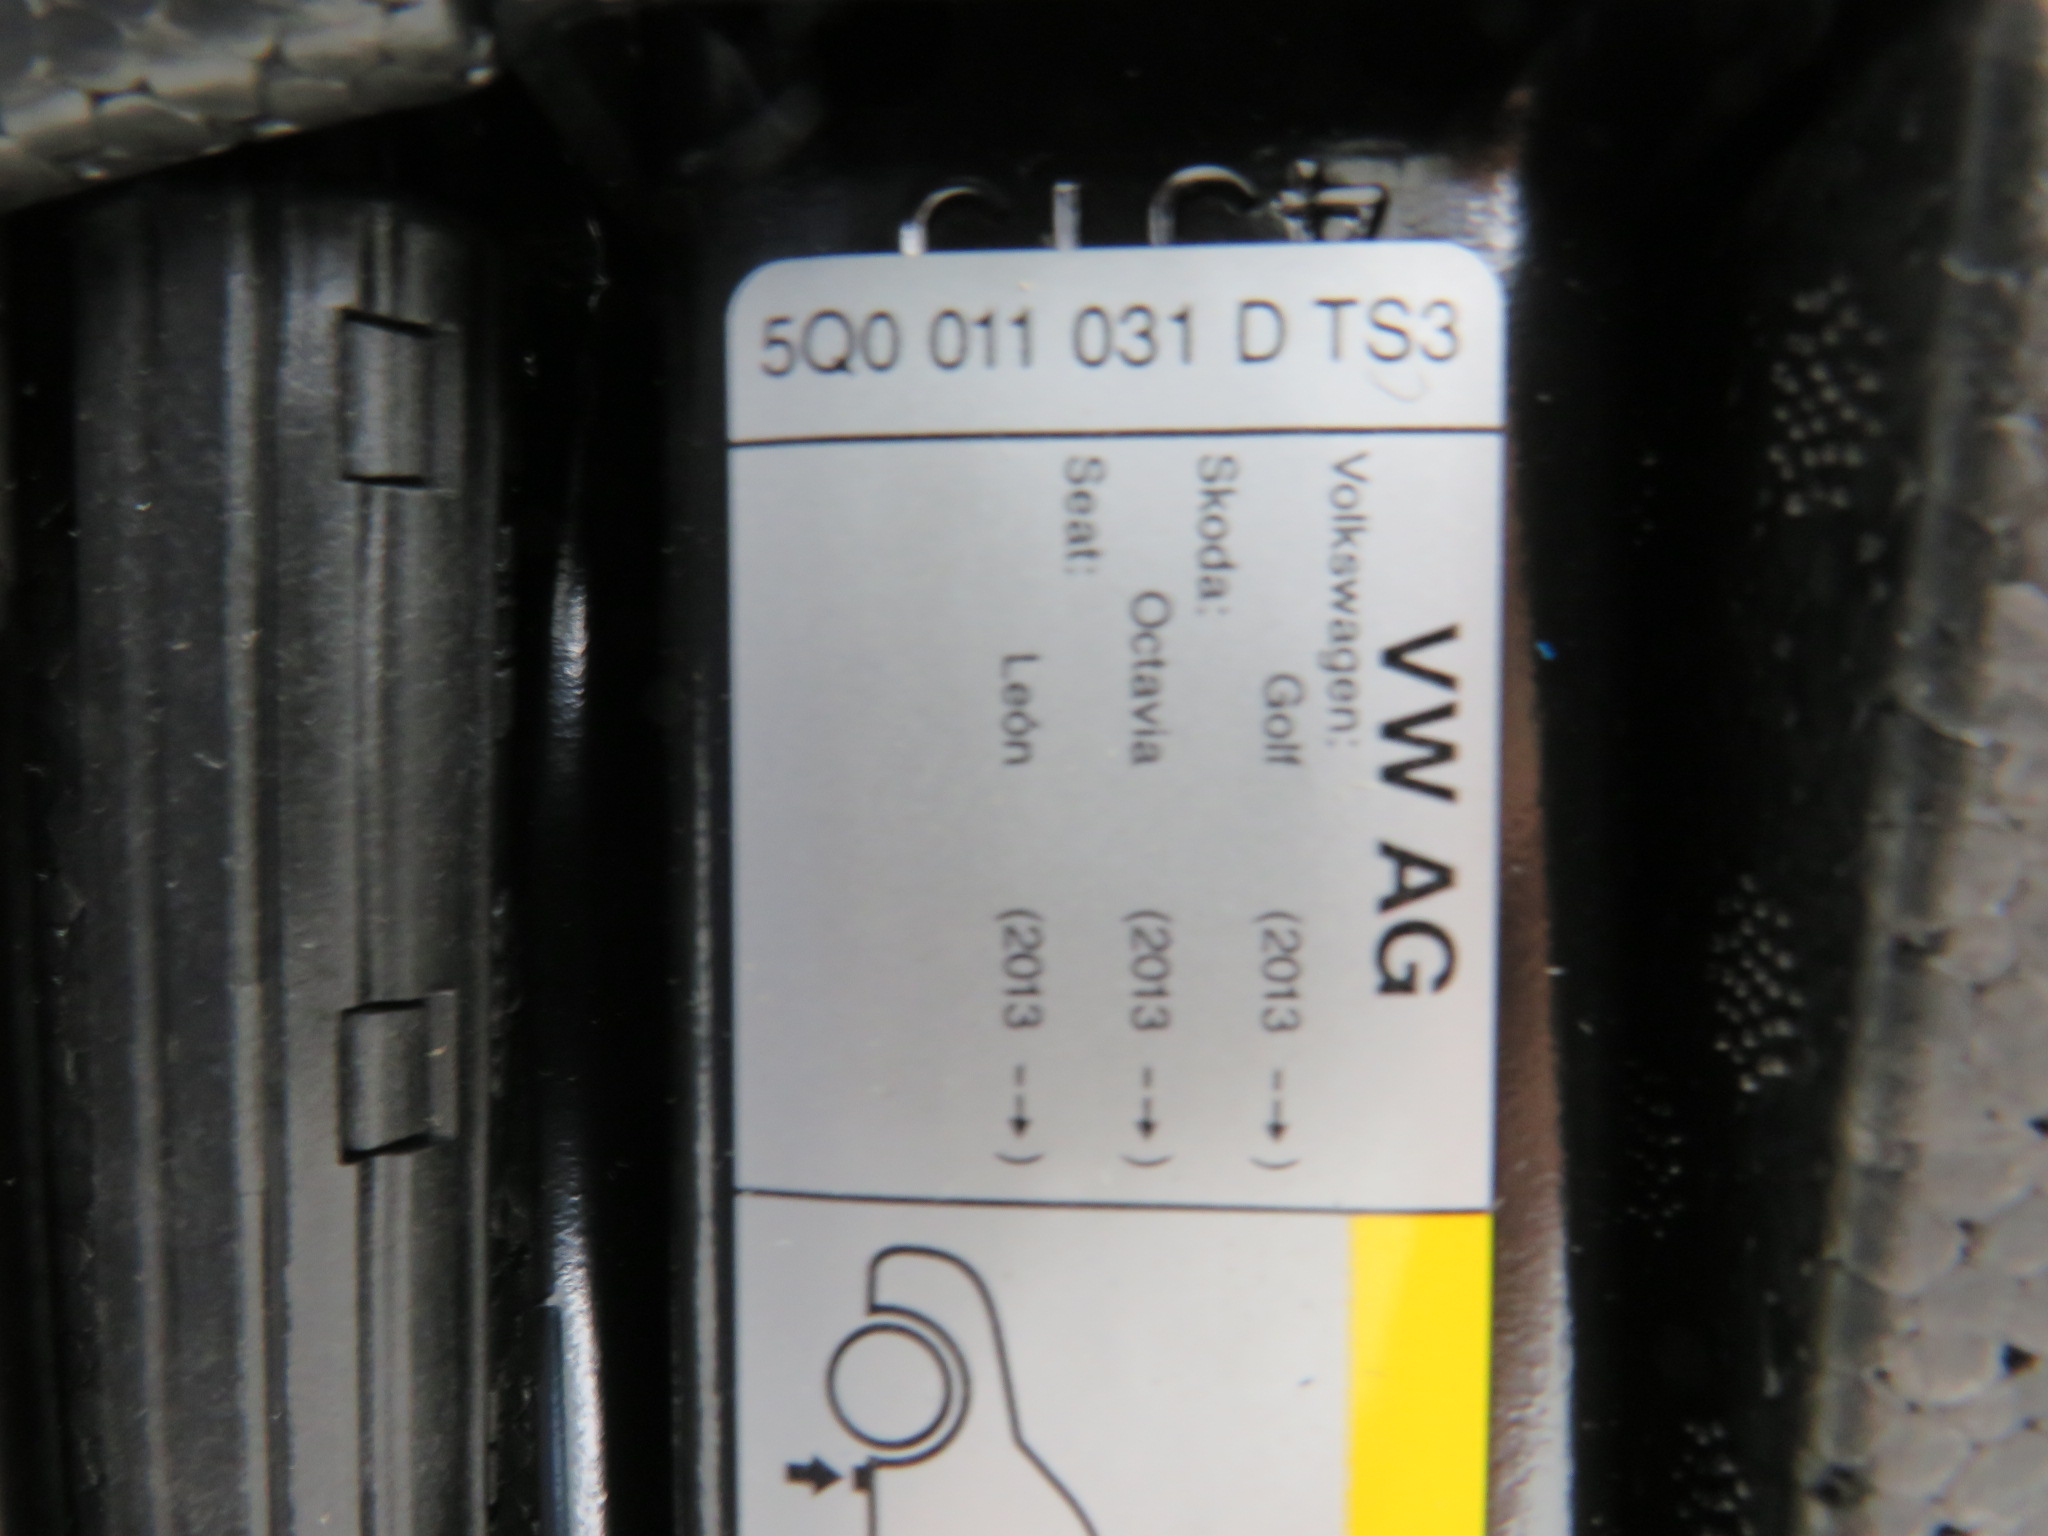 5Q0 011 031 D TS3
VW AG
Volkswagen:
Golf (2013 --→)
Skoda:
Octavia (2013 --→)
Seat:
León (2013 --→)